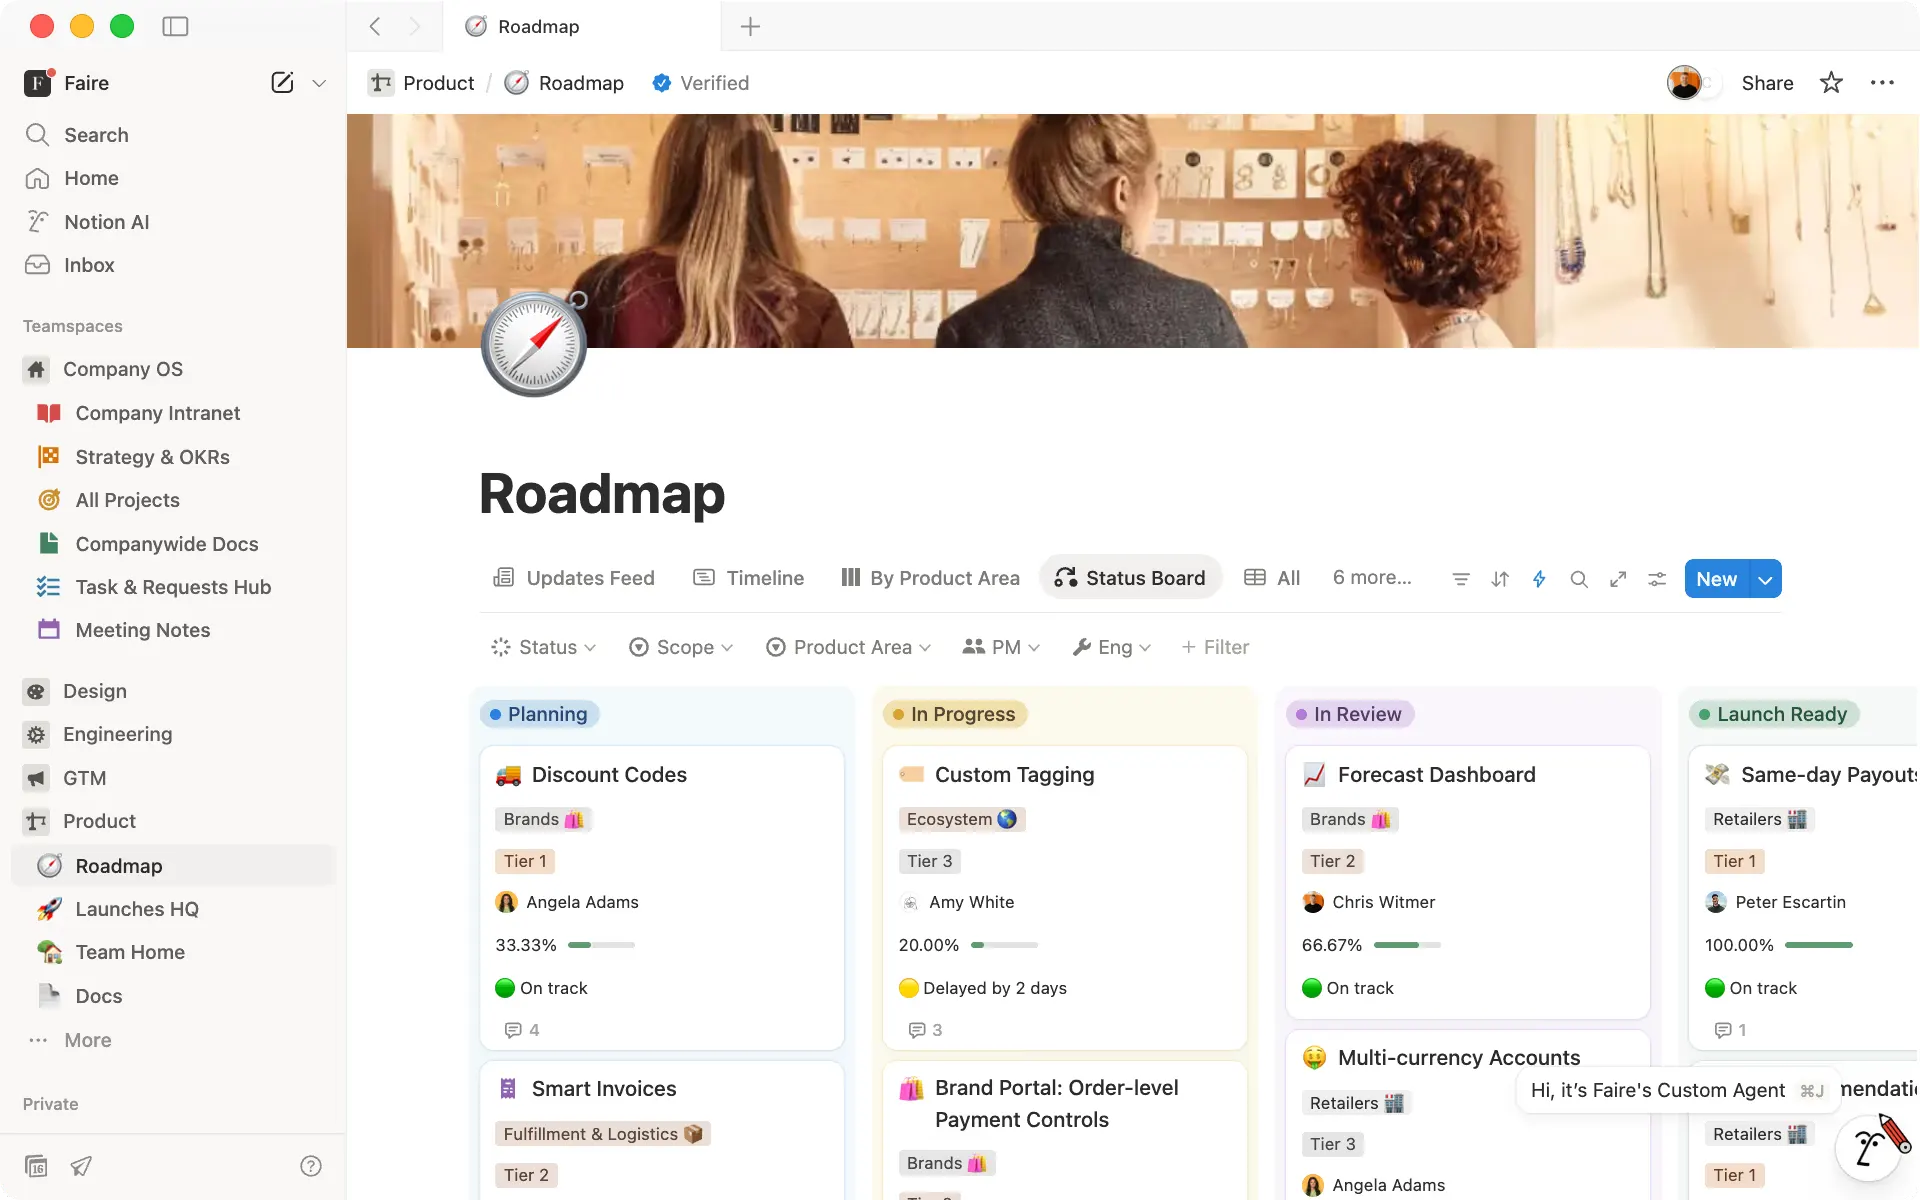 Roadmap
F
Faire
Product / Roadmap
Verified
Share
Search
Home
Notion AI
Inbox
Teamspaces
Company OS
Company Intranet
Strategy & OKRs
All Projects
Companywide Docs
Task & Requests Hub
Meeting Notes
Design
Engineering
GTM
Product
Roadmap
Launches HQ
Team Home
Docs
More
Private
16
Roadmap
Updates Feed
Timeline
By Product Area
Status Board
All
6 more...
New
Status
Scope
Product Area
PM
Eng
+ Filter
Planning
Discount Codes
Brands
Tier 1
Angela Adams
33.33%
On track
4
Smart Invoices
Fulfillment & Logistics
Tier 2
In Progress
Custom Tagging
Ecosystem
Tier 3
Amy White
20.00%
Delayed by 2 days
3
Brand Portal: Order-level
Payment Controls
Brands
In Review
Forecast Dashboard
Brands
Tier 2
Chris Witmer
66.67%
On track
Multi-currency Accounts
Retailers
Tier 3
Angela Adams
Launch Ready
Same-day Payouts
Retailers
Tier 1
Peter Escartin
100.00%
On track
1
Retailers
Tier 1
Hi, it’s Faire's Custom Agent ⌘J